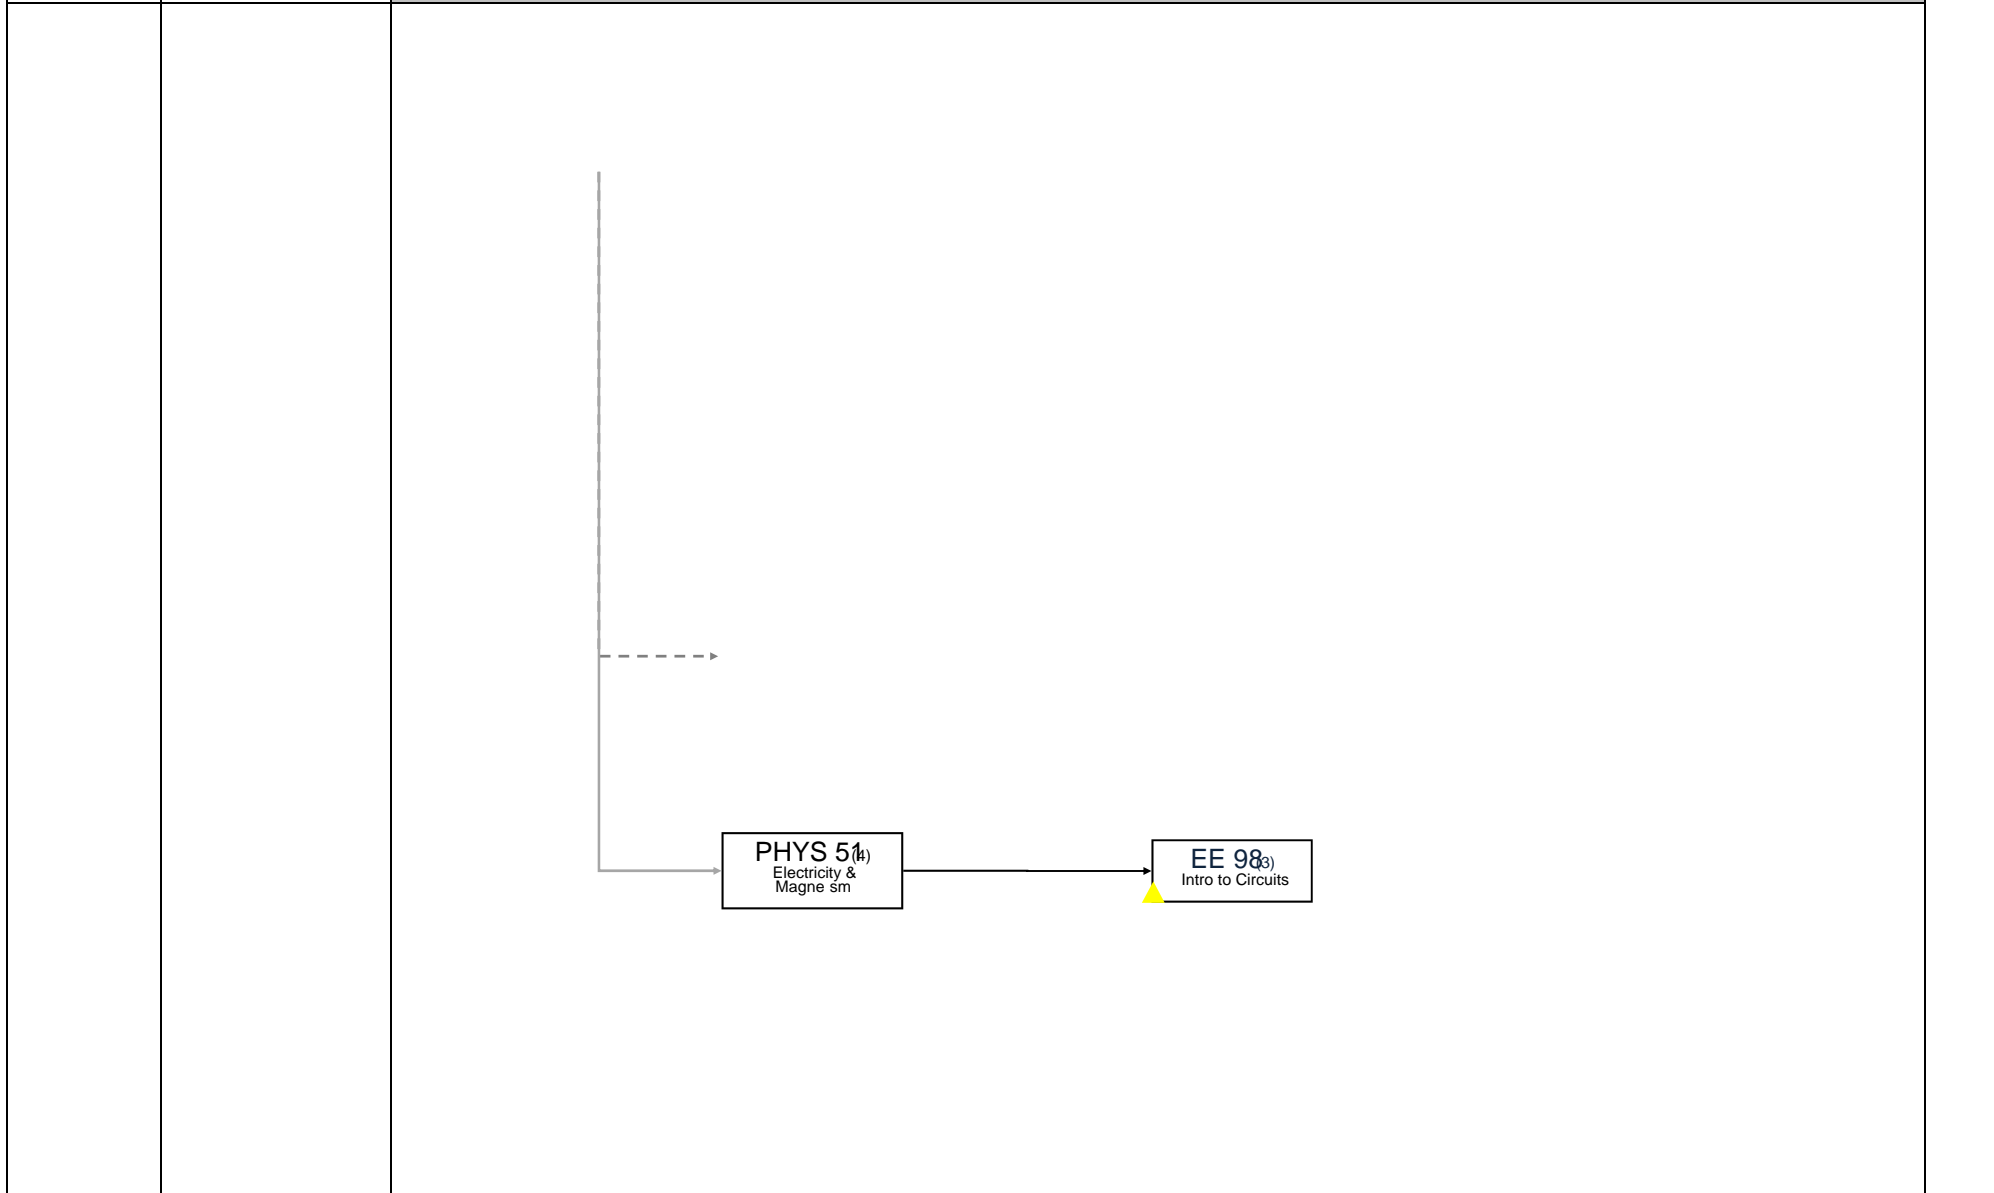 PHYS 51 (4)
Electricity &
Magne sm
EE 98 (3)
Intro to Circuits